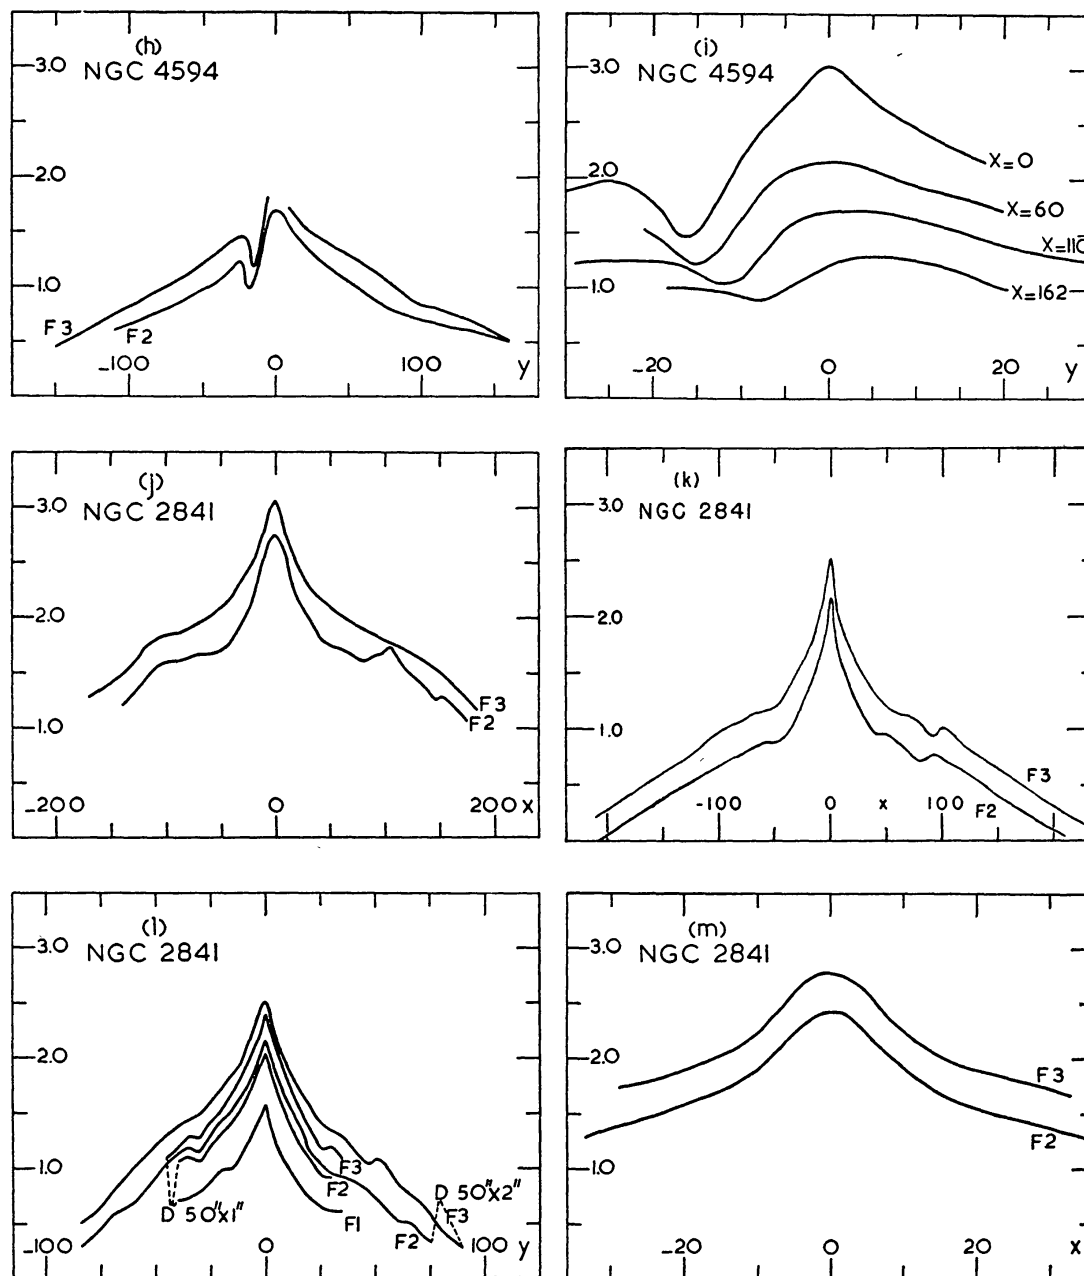 (h)
NGC 4594
3.0
2.0
1.0
F3
F2
-100 0 100 y
(i)
NGC 4594
3.0
2.0
1.0
X=0
X=60
X=110
X=162
-20 0 20 y
(j)
NGC 2841
3.0
2.0
1.0
F3
F2
-200 0 200 x
(k)
NGC 2841
3.0
2.0
1.0
F3
-100 0 x 100 F2
(l)
NGC 2841
3.0
2.0
1.0
F3
F2
D 50"x1"
F1
D 50"x2"
F3
F2
-100 0 100 y
(m)
NGC 2841
3.0
2.0
1.0
F3
F2
-20 0 20 x